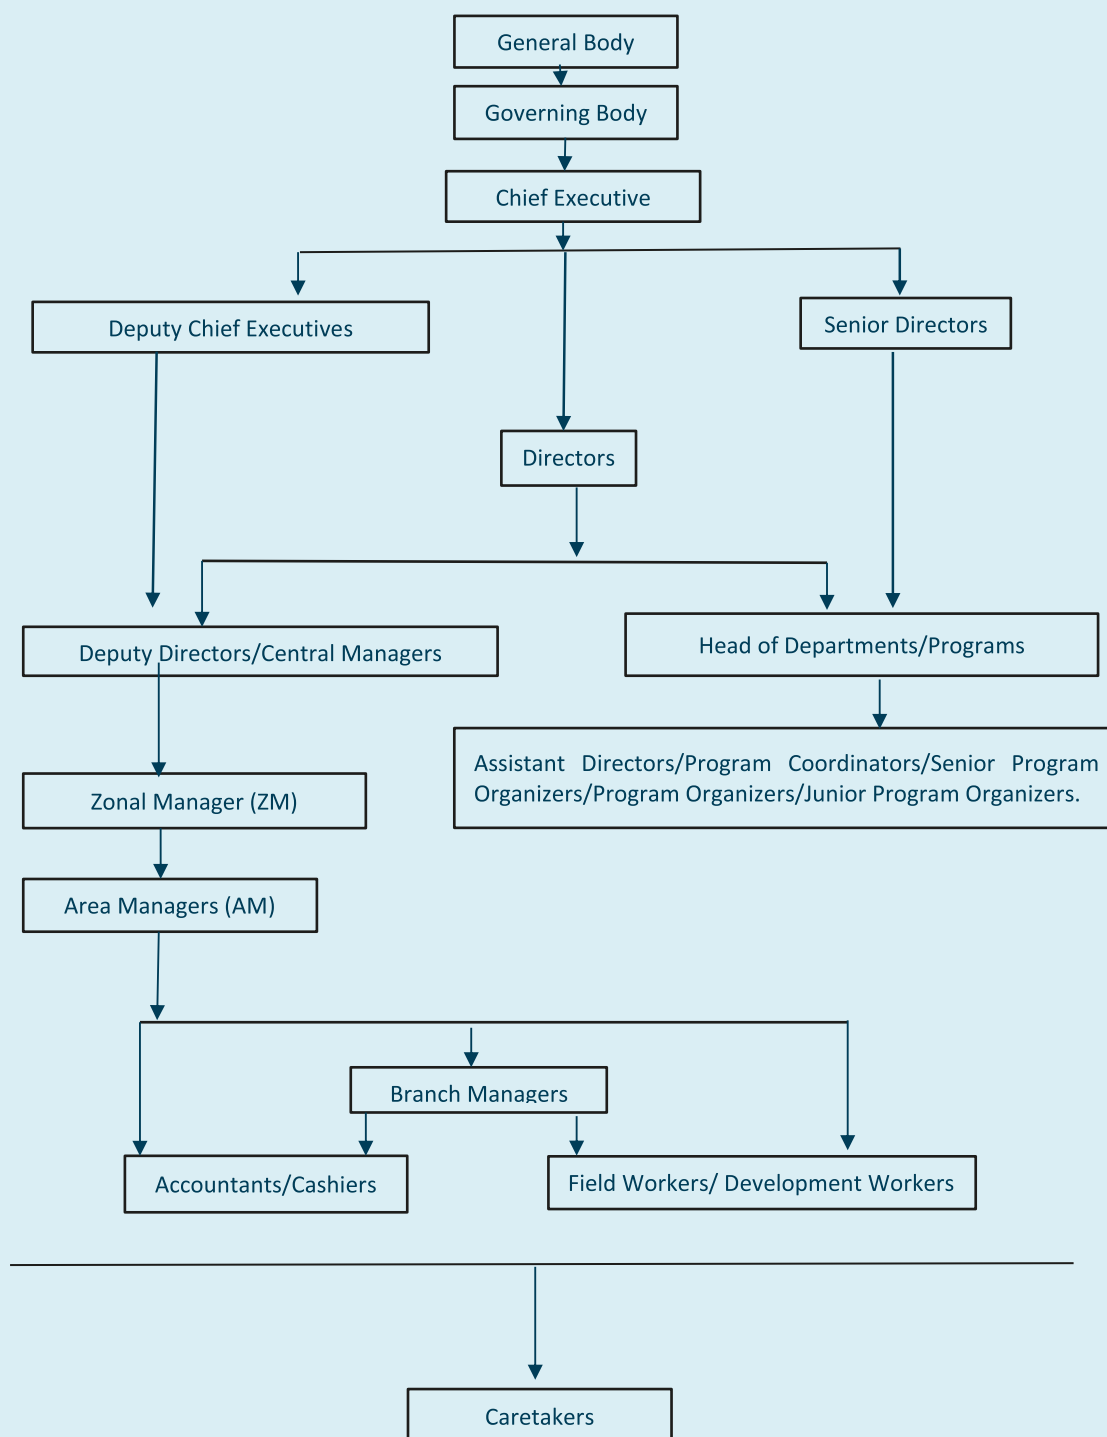 General Body
Governing Body
Chief Executive
Deputy Chief Executives
Senior Directors
Directors
Deputy Directors/Central Managers
Head of Departments/Programs
Assistant Directors/Program Coordinators/Senior Program
Organizers/Program Organizers/Junior Program Organizers.
Zonal Manager (ZM)
Area Managers (AM)
Branch Managers
Accountants/Cashiers
Field Workers/ Development Workers
Caretakers